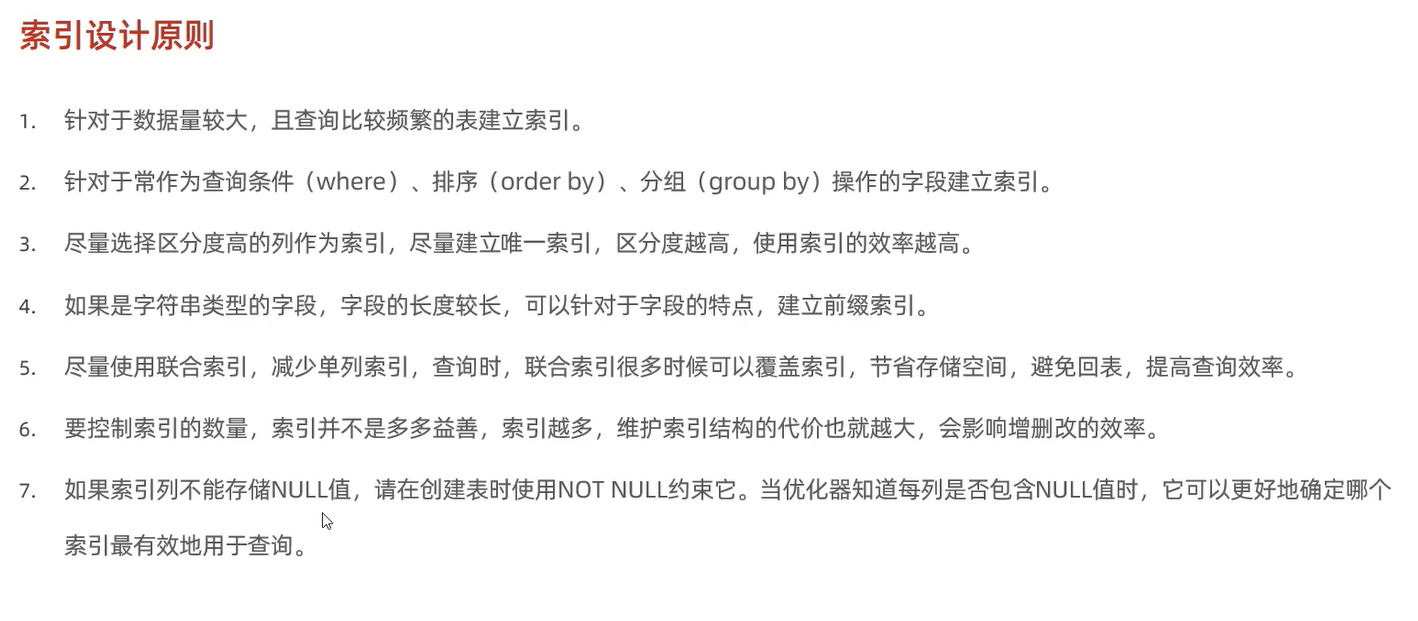 索引设计原则
1. 针对于数据量较大，且查询比较频繁的表建立索引。
2. 针对于常作为查询条件（where）、排序（order by）、分组（group by）操作的字段建立索引。
3. 尽量选择区分度高的列作为索引，尽量建立唯一索引，区分度越高，使用索引的效率越高。
4. 如果是字符串类型的字段，字段的长度较长，可以针对于字段的特点，建立前缀索引。
5. 尽量使用联合索引，减少单列索引，查询时，联合索引很多时候可以覆盖索引，节省存储空间，避免回表，提高查询效率。
6. 要控制索引的数量，索引并不是多多益善，索引越多，维护索引结构的代价也就越大，会影响增删改的效率。
7. 如果索引列不能存储NULL值，请在创建表时使用NOT NULL约束它。当优化器知道每列是否包含NULL值时，它可以更好地确定哪个
索引最有效地用于查询。